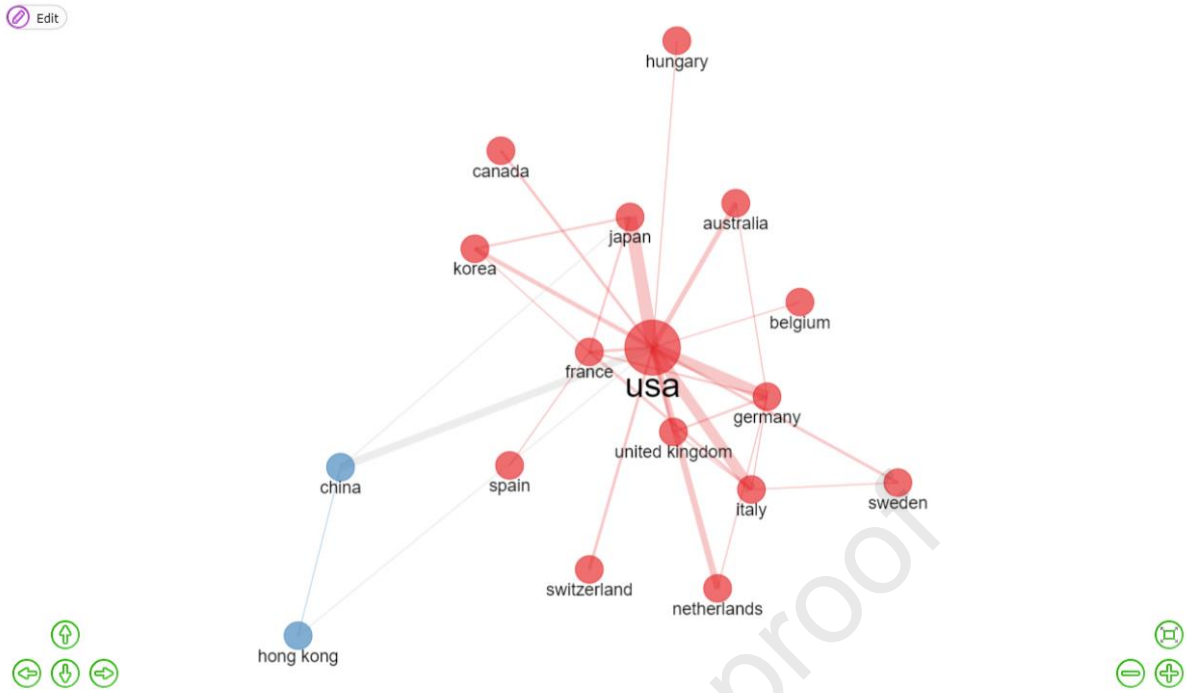 Edit
hungary
canada
australia
japan
korea
belgium
france
usa
germany
united kingdom
china
spain
italy
sweden
switzerland
netherlands
hong kong
proof